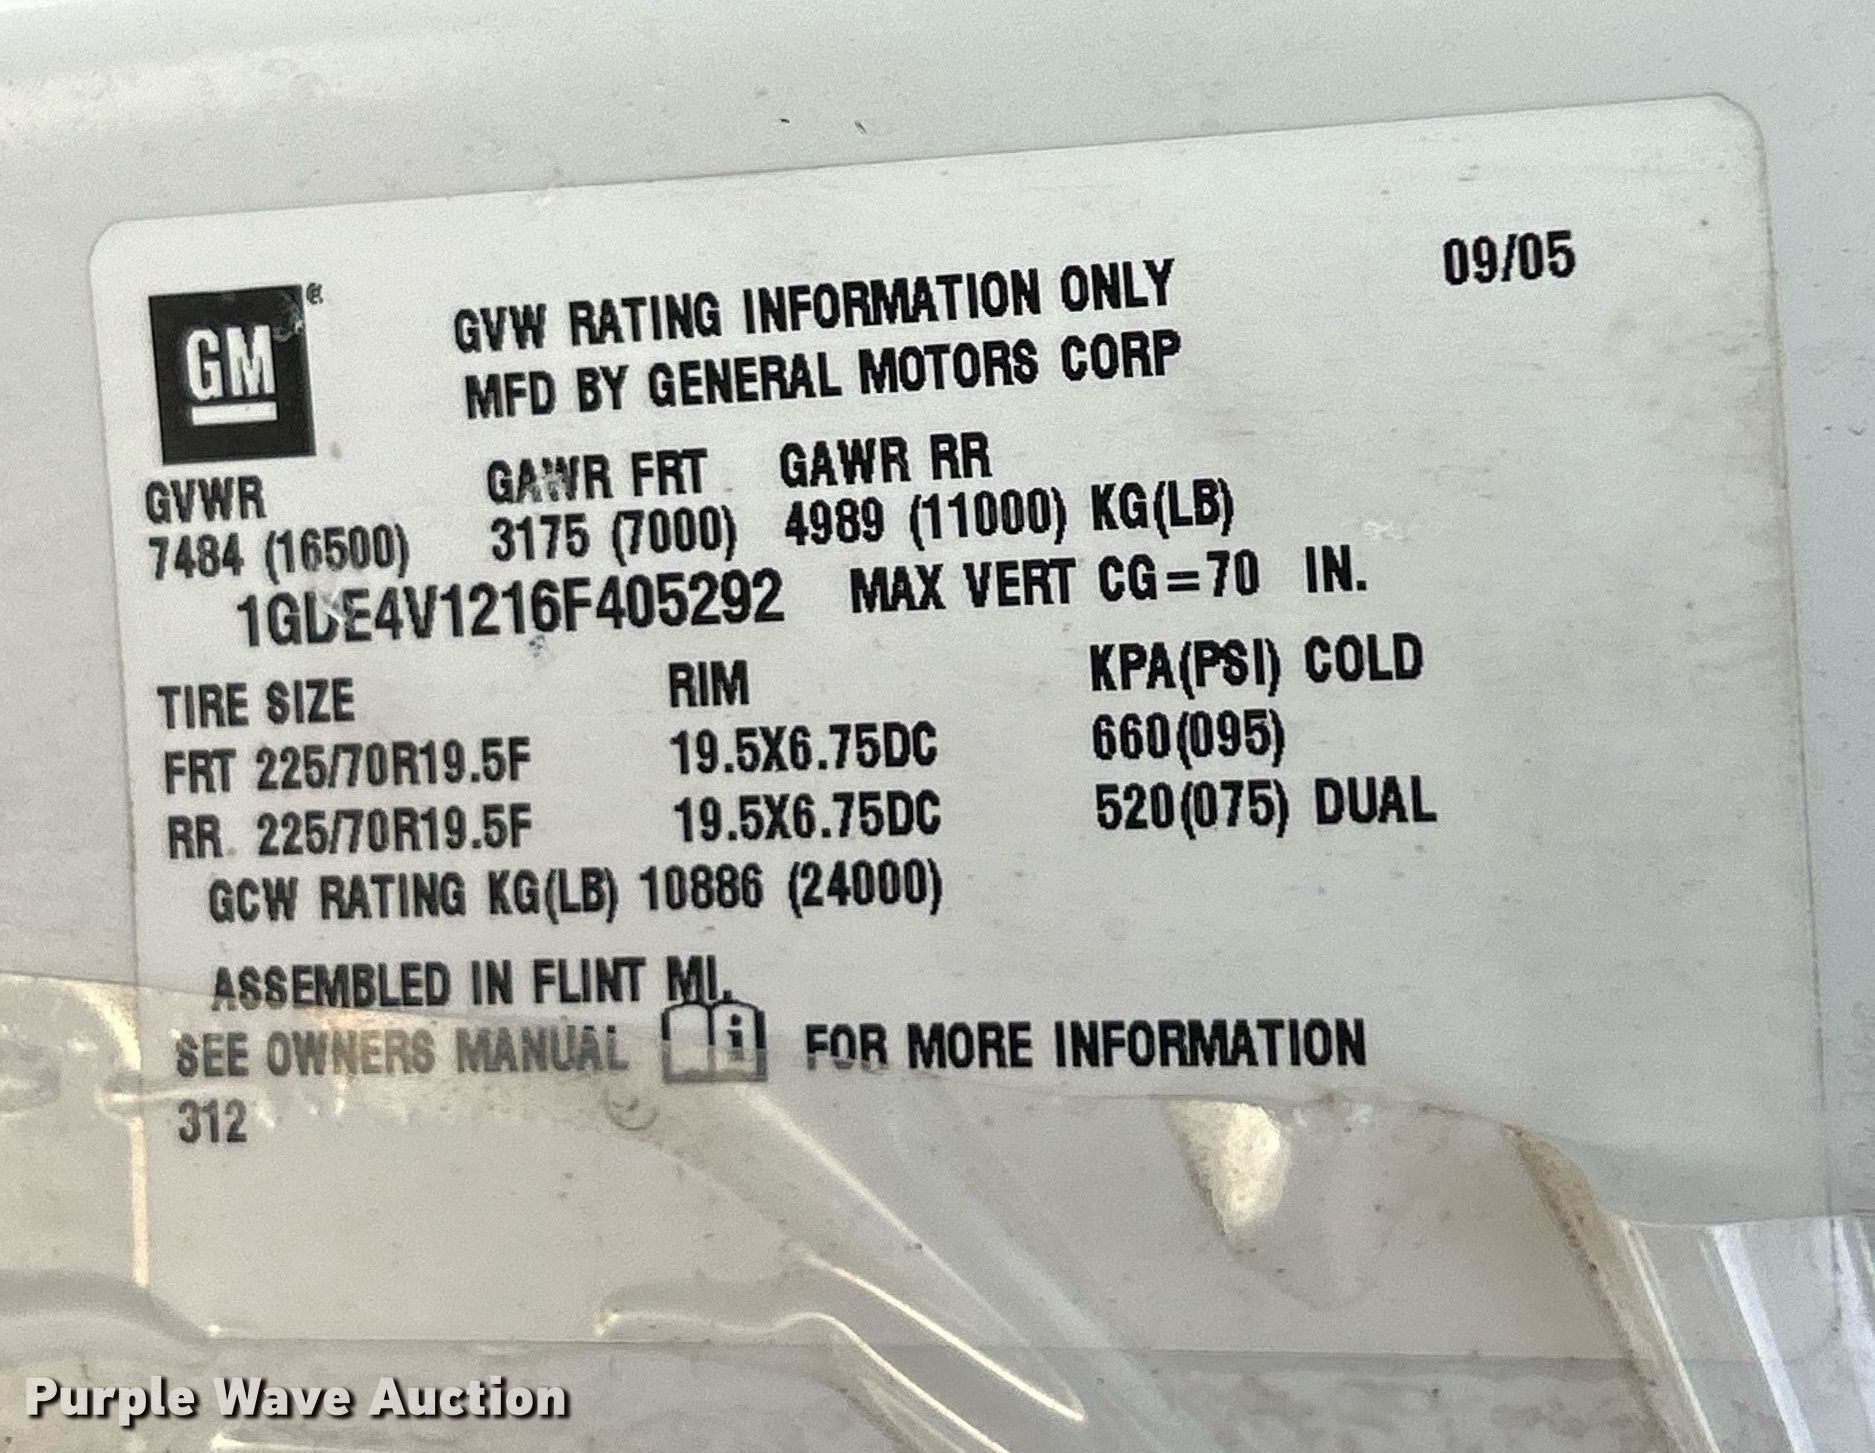 GM
GVW RATING INFORMATION ONLY
09/05
MFD BY GENERAL MOTORS CORP
GVWR GAWR FRT GAWR RR
7484 (16500) 3175 (7000) 4989 (11000) KG(LB)
1GDE4V1216F405292 MAX VERT CG=70 IN.
TIRE SIZE RIM KPA(PSI) COLD
FRT 225/70R19.5F 19.5X6.75DC 660(095)
RR 225/70R19.5F 19.5X6.75DC 520(075) DUAL
GCW RATING KG(LB) 10886 (24000)
ASSEMBLED IN FLINT MI.
SEE OWNERS MANUAL i FOR MORE INFORMATION
312
Purple Wave Auction